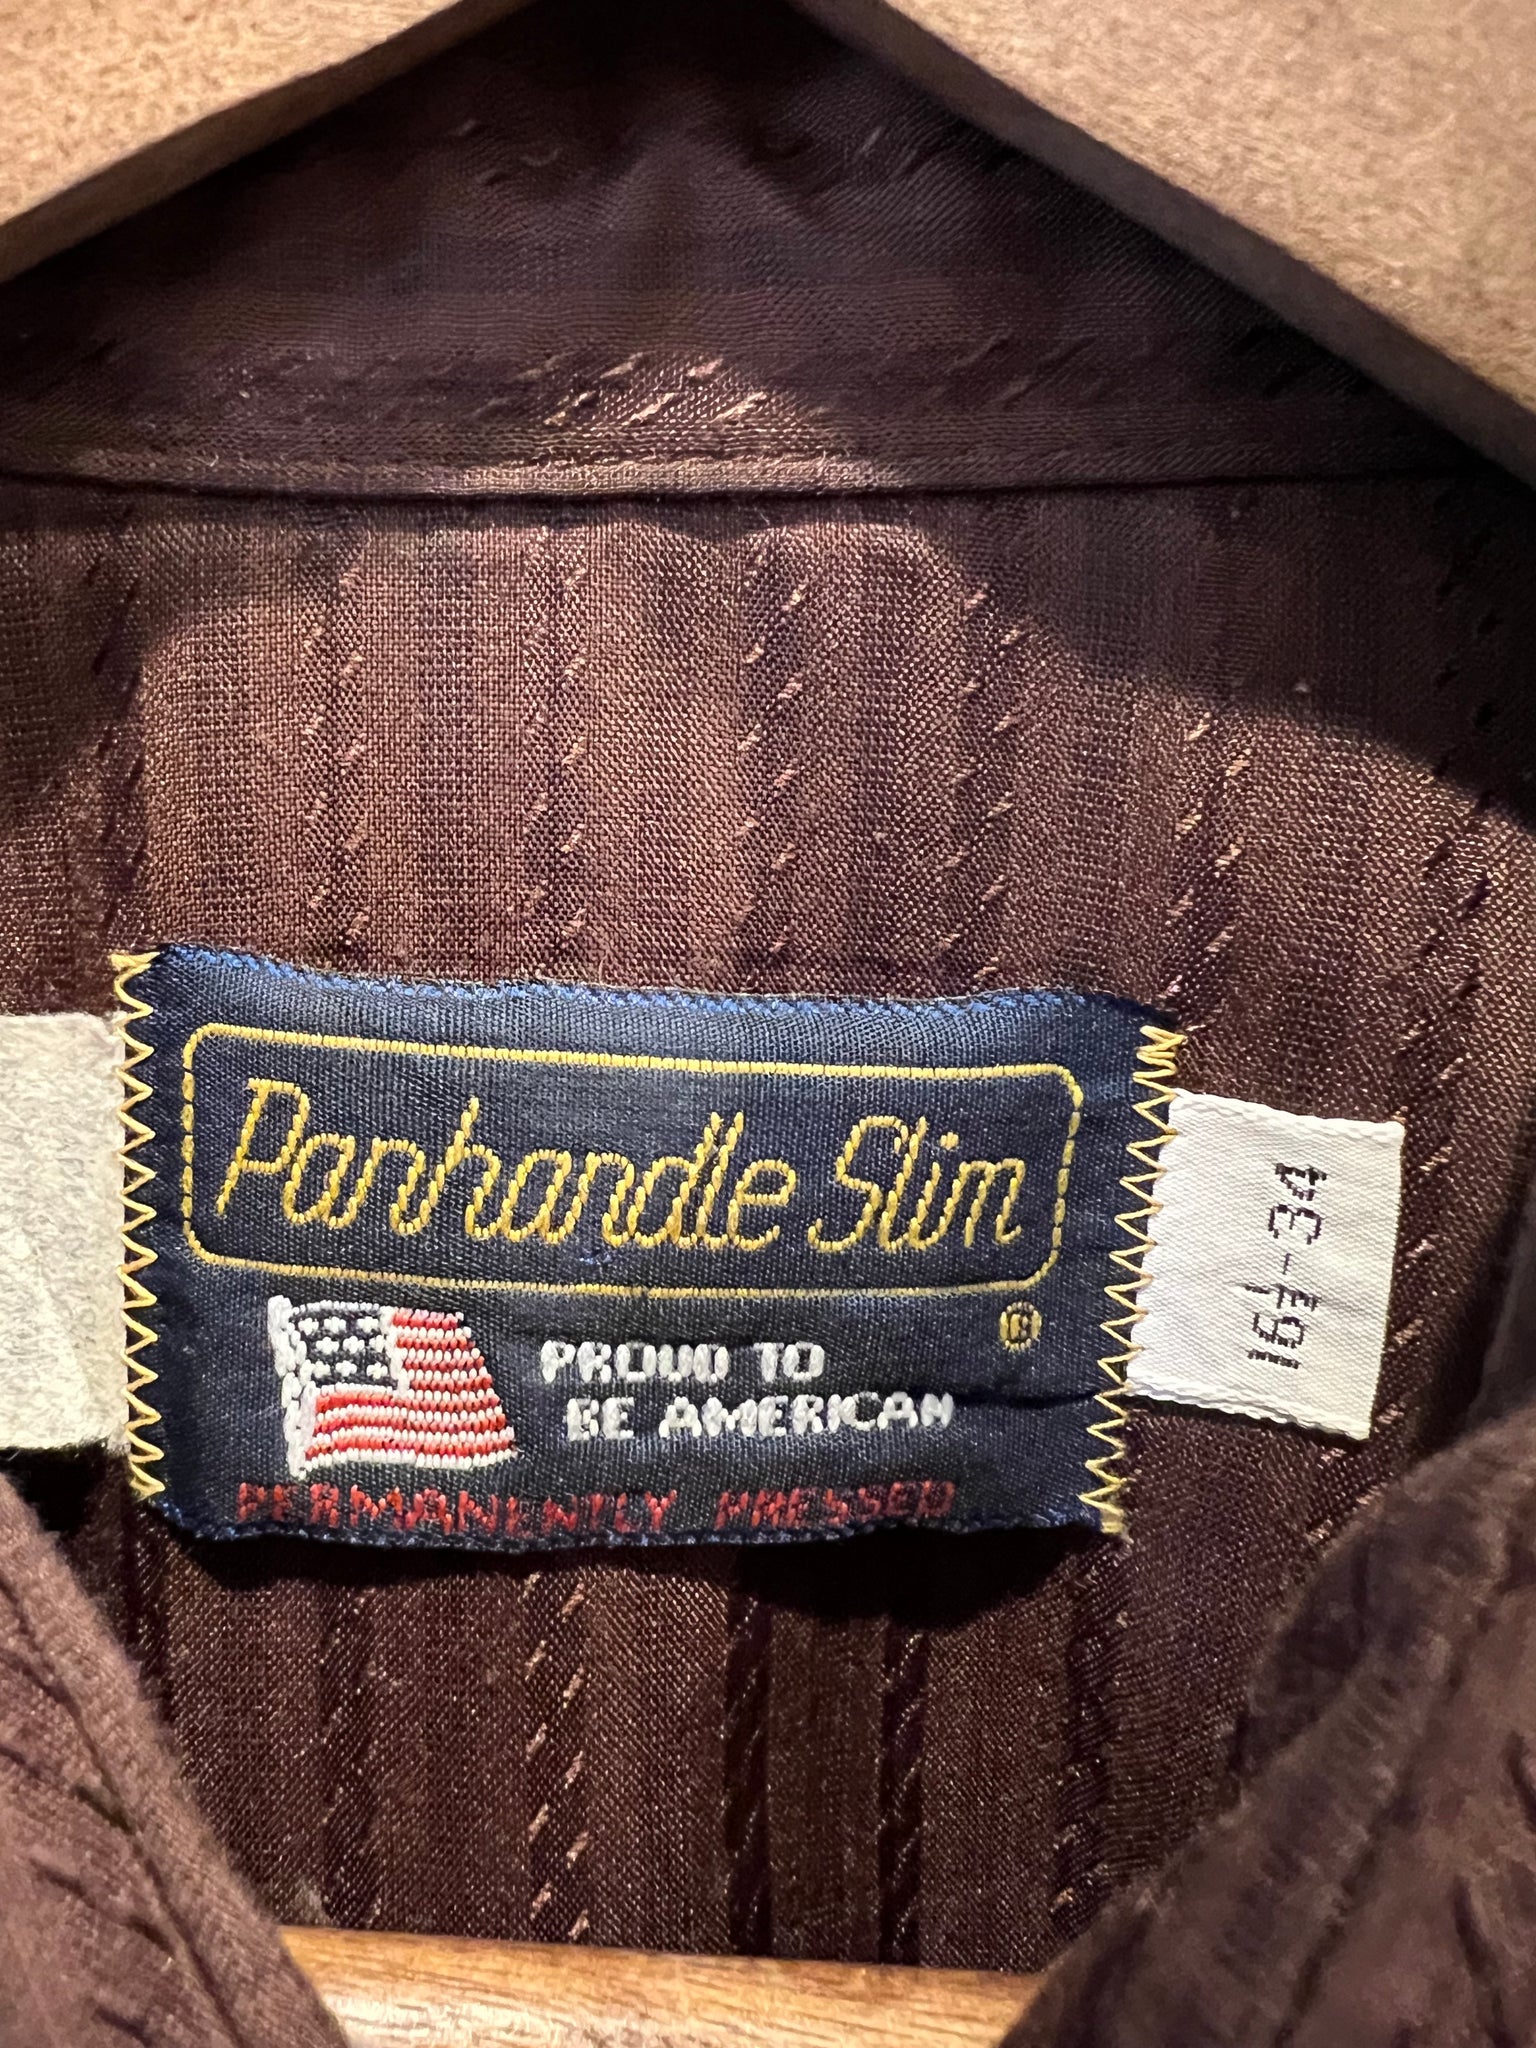 Panhandle Slim
®
PROUD TO
BE AMERICAN
PERMANENTLY PRESSED
16½-34